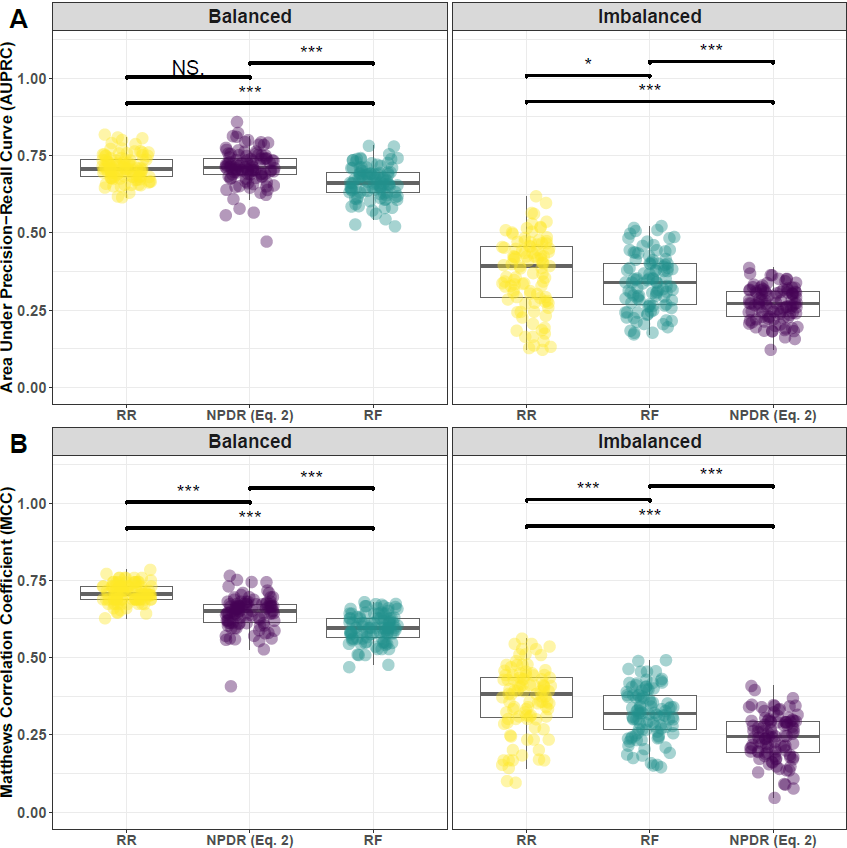 A
Balanced
Imbalanced
Area Under Precision−Recall Curve (AUPRC)
1.00
0.75
0.50
0.25
0.00
NS.
***
***
*
***
***
RR
NPDR (Eq. 2)
RF
RR
RF
NPDR (Eq. 2)
B
Balanced
Imbalanced
Matthews Correlation Coefficient (MCC)
1.00
0.75
0.50
0.25
0.00
***
***
***
***
***
***
RR
NPDR (Eq. 2)
RF
RR
RF
NPDR (Eq. 2)